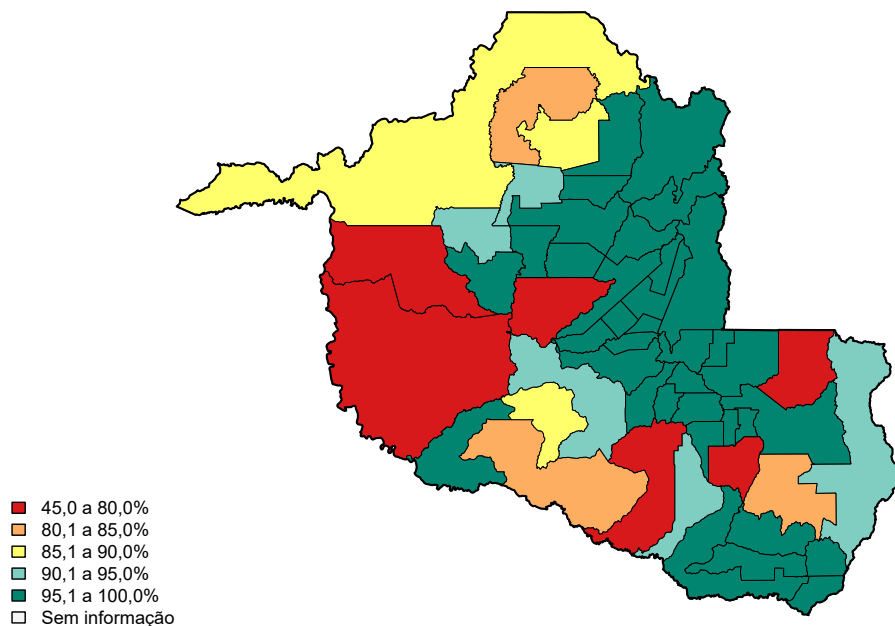 45,0 a 80,0%
80,1 a 85,0%
85,1 a 90,0%
90,1 a 95,0%
95,1 a 100,0%
Sem informação